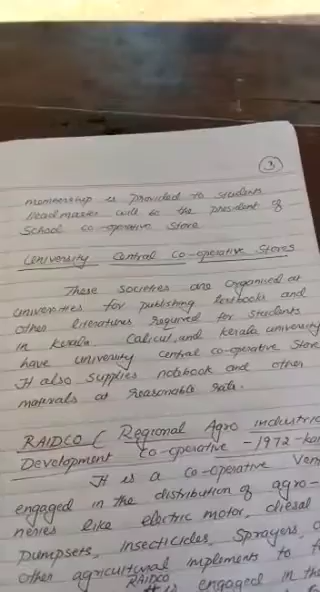 3
membership is provided to students
Headmaster will be the president of
School co-operative Store
University Central Co-operative Stores
These Societies are organised at
universities for publishing textbooks and
other literatures required for students
in Kerala. Calicut and Kerala university
have university central co-operative Store
It also supplies notebook and other
materials at reasonable rate.
RAIDCO ( Regional Agro industri
Development Co-operative - 1972 - kan
It is a Co-operative Ven
engaged in the distribution of agro-
neries like electric motor, diesal
Pumpsets, insecticides, Sprayers,
other agricultural implements to f
RAIDCO
It is engaged in the